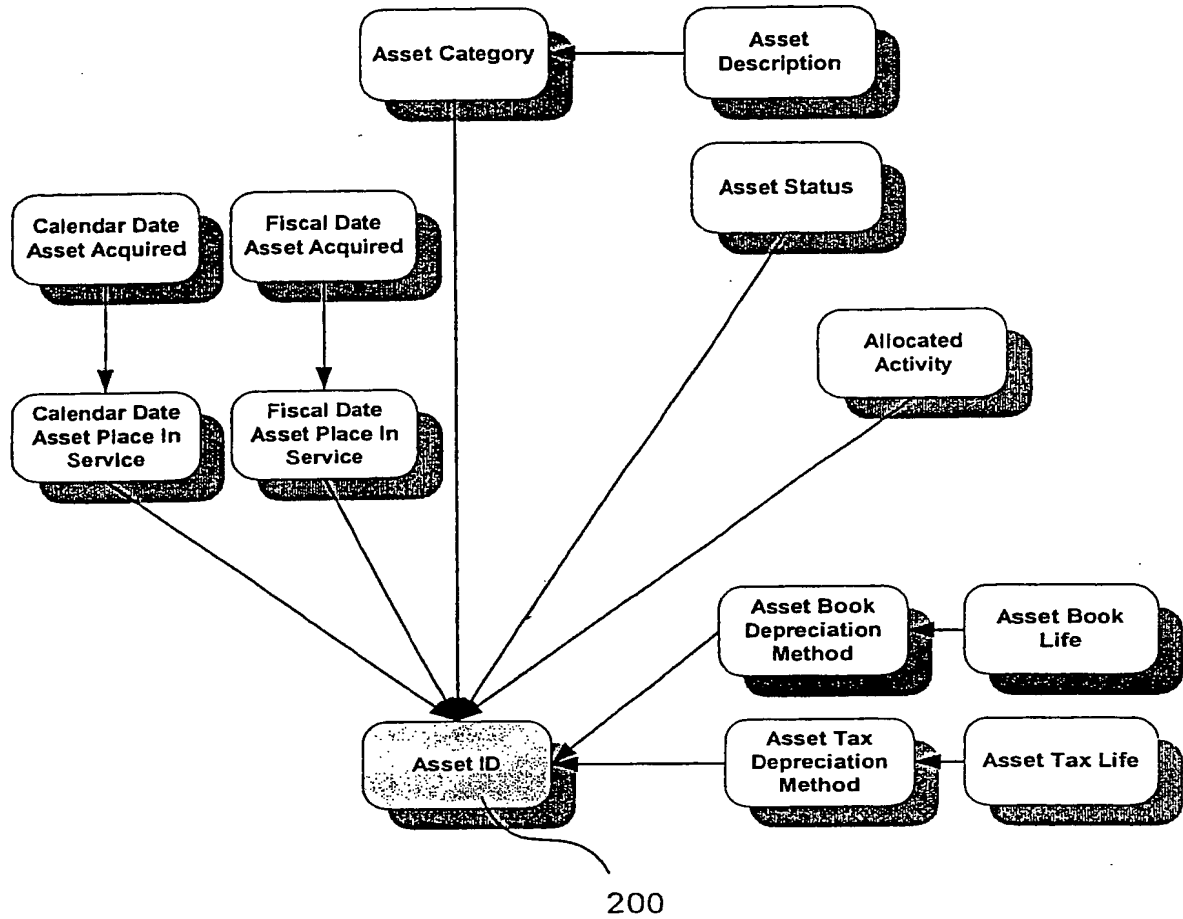 Asset Category
Asset
Description
Asset Status
Calendar Date
Asset Acquired
Fiscal Date
Asset Acquired
Allocated
Activity
Calendar Date
Asset Place In
Service
Fiscal Date
Asset Place In
Service
Asset Book
Depreciation
Method
Asset Book
Life
Asset ID
Asset Tax
Depreciation
Method
Asset Tax Life
200